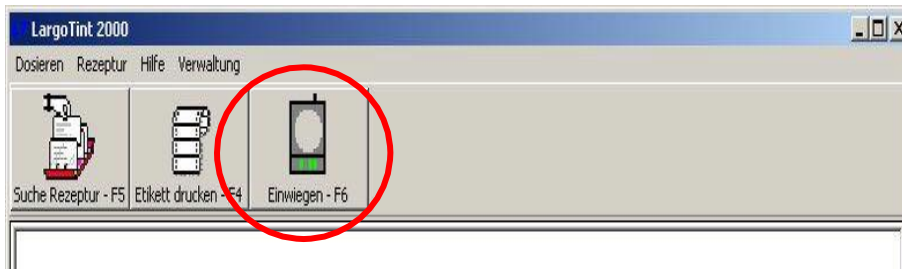 LargoTint 2000
Dosieren Rezeptur Hilfe Verwaltung
Suche Rezeptur - F5 Etikett drucken - F4 Einwiegen - F6